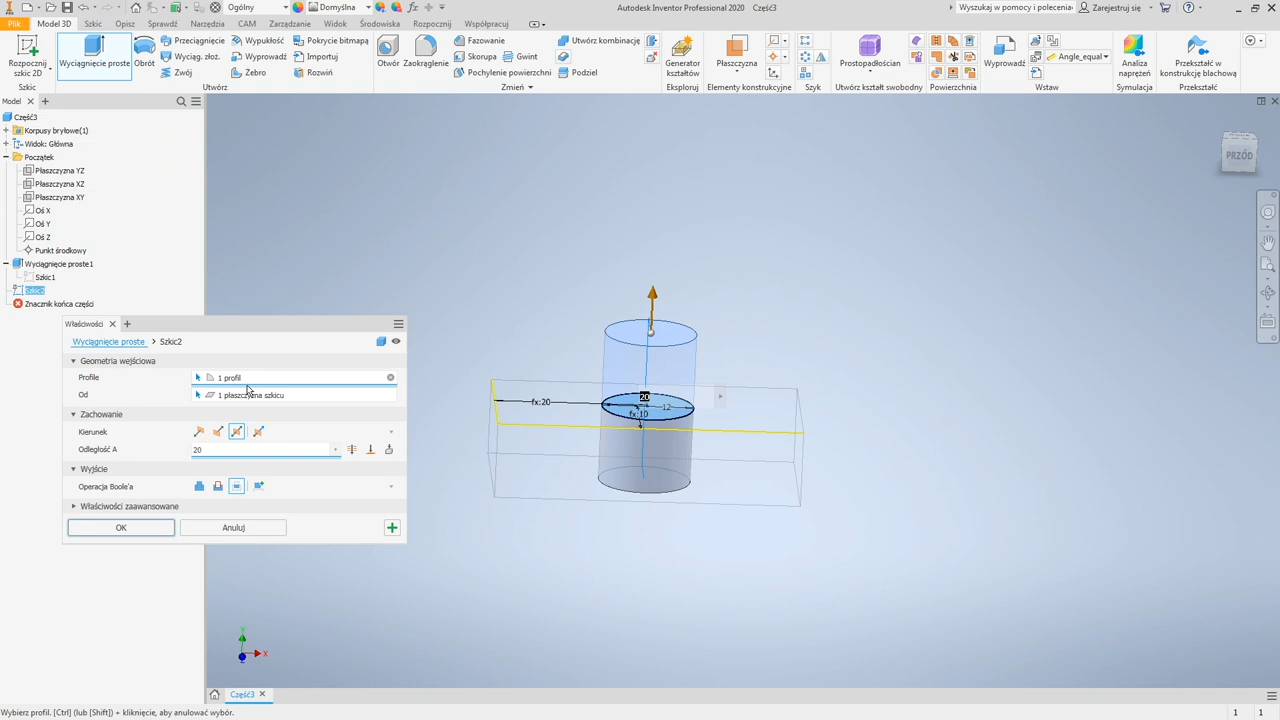 Ogólny
Domyślna
Autodesk Inventor Professional 2020 Część3
Wyszukaj w pomocy i polecenia
Zarejestruj się
Plik Model 3D Szkic Opisz Sprawdź Narzędzia CAM Zarządzanie Widok Środowiska Rozpocznij Współpracuj
Rozpocznij szkic 2D
Szkic
Wyciągnięcie proste
Obrót
Przeciągnięcie
Wyciąg. złoż.
Zwój
Wypukłość
Wyprowadź
Żebro
Pokrycie bitmapą
Importuj
Rozwiń
Utwórz
Otwór
Zaokrąglenie
Fazowanie
Skorupa
Gwint
Pochylenie powierzchni
Utwórz kombinację
Podziel
Zmień
Generator kształtów
Eksploruj
Płaszczyzna
Elementy konstrukcyjne
Szyk
Prostopadłościan
Utwórz kształt swobodny
Powierzchnia
Wyprowadź
Angle_equal
Wstaw
Analiza naprężeń
Symulacja
Przekształć w konstrukcję blachową
Przekształć
Model
Część3
Korpusy bryłowe(1)
Widok: Główna
Początek
Płaszczyzna YZ
Płaszczyzna XZ
Płaszczyzna XY
Oś X
Oś Y
Oś Z
Punkt środkowy
Wyciągnięcie proste1
Szkic1
Szkic2
Znacznik końca części
Właściwości
Wyciągnięcie proste > Szkic2
Geometria wejściowa
Profile 1 profil
Od 1 płaszczyzna szkicu
Zachowanie
Kierunek
Odległość A 20
Wyjście
Operacja Boole'a
Właściwości zaawansowane
OK Anuluj
PRZÓD
20
fx:20
12
fx:10
Y
X
Część3
Wybierz profil. [Ctrl] (lub [Shift]) + kliknięcie, aby anulować wybór.
1 1